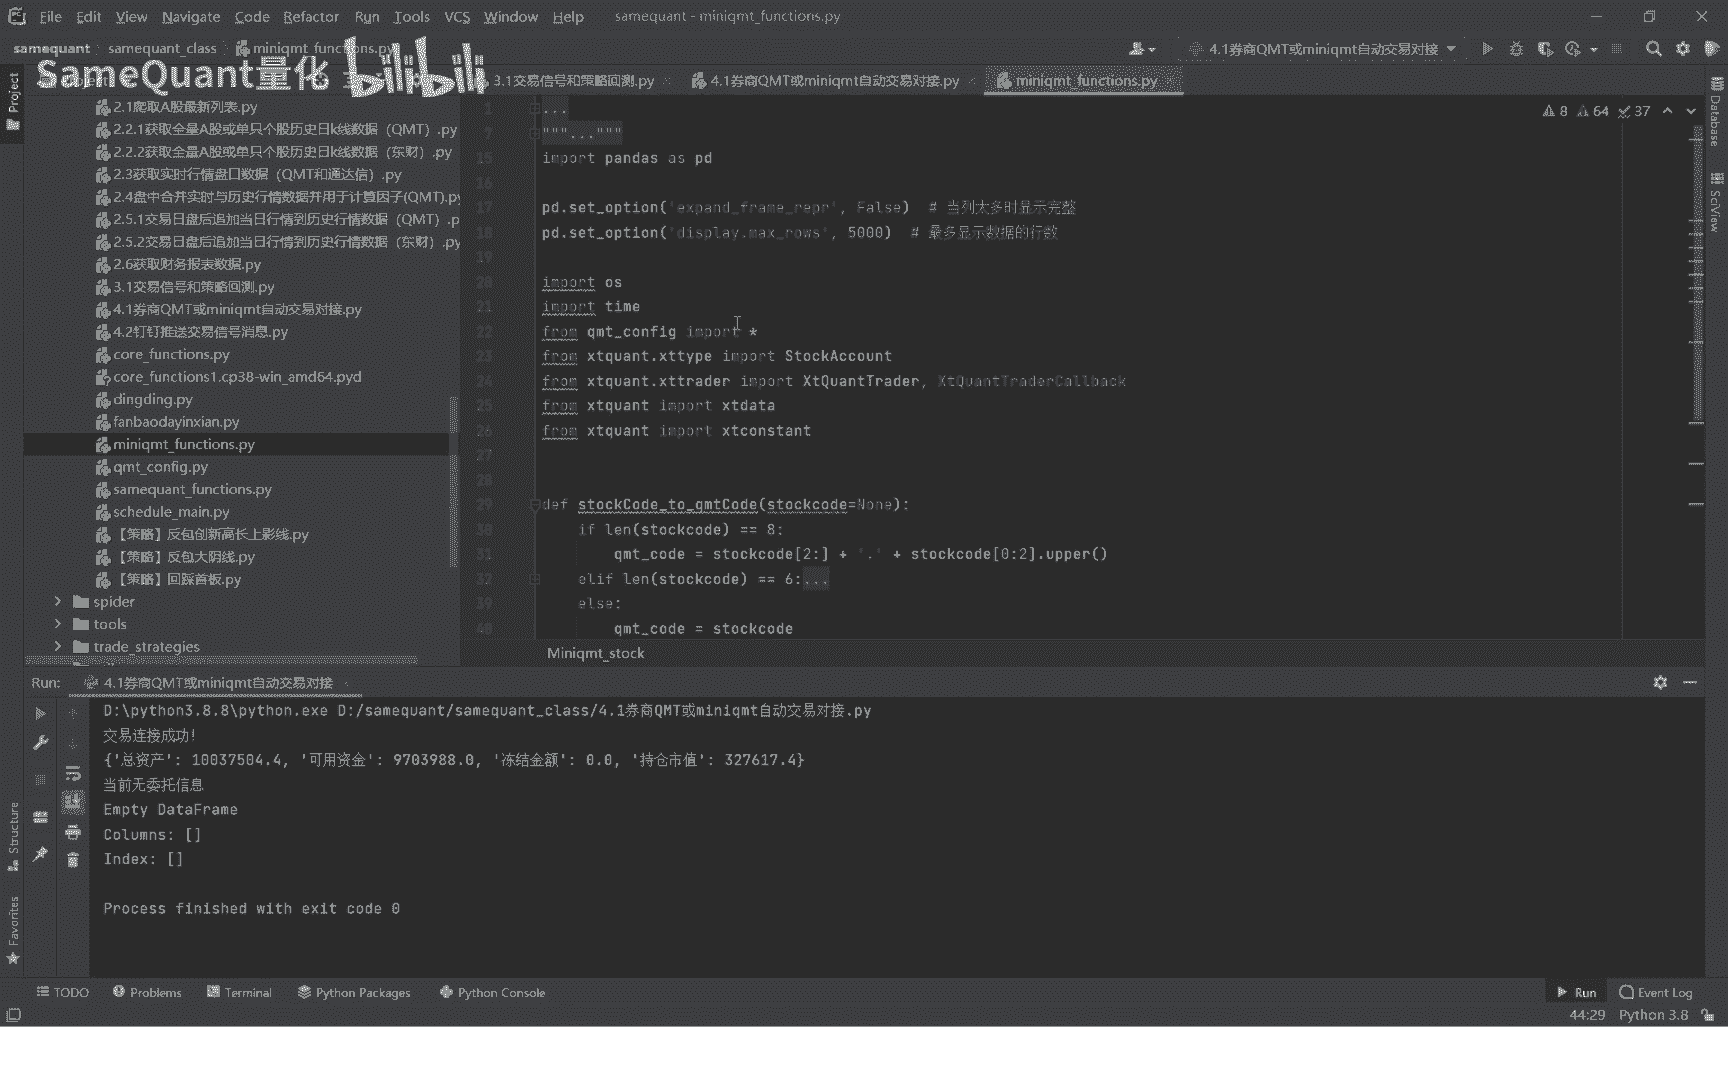 File Edit View Navigate Code Refactor Run Tools VCS Window Help samequant - miniqmt_functions.py
samequant samequant_class miniqmt_functions.py 4.1券商QMT或miniqmt自动交易对接
SameQuant量化 bilibili
3.1交易信号和策略回测.py 4.1券商QMT或miniqmt自动交易对接.py miniqmt_functions.py
Project
Database
SciView
Structure
Favorites
2.1爬取A股最新列表.py
2.2.1获取全量A股或单只个股历史日k线数据（QMT）.py
2.2.2获取全量A股或单只个股历史日k线数据（东财）.py
2.3获取实时行情盘口数据（QMT和通达信）.py
2.4盘中合并实时与历史行情数据并用于计算因子(QMT).py
2.5.1交易日盘后追加当日行情到历史行情数据（QMT）.p
2.5.2交易日盘后追加当日行情到历史行情数据（东财）.py
2.6获取财务报表数据.py
3.1交易信号和策略回测.py
4.1券商QMT或miniqmt自动交易对接.py
4.2钉钉推送交易信号消息.py
core_functions.py
core_functions1.cp38-win_amd64.pyd
dingding.py
fanbaodayinxian.py
miniqmt_functions.py
qmt_config.py
samequant_functions.py
schedule_main.py
【策略】反包创新高长上影线.py
【策略】反包大阴线.py
【策略】回踩首板.py
spider
tools
trade_strategies
8 64 37
1 ...
7 """..."""
15 import pandas as pd
16
17 pd.set_option('expand_frame_repr', False) # 当列太多时显示完整
18 pd.set_option('display.max_rows', 5000) # 最多显示数据的行数
19
20 import os
21 import time
22 from qmt_config import *
23 from xtquant.xttype import StockAccount
24 from xtquant.xttrader import XtQuantTrader, XtQuantTraderCallback
25 from xtquant import xtdata
26 from xtquant import xtconstant
27
28
29 def stockCode_to_qmtCode(stockcode=None):
30 if len(stockcode) == 8:
31 qmt_code = stockcode[2:] + '.' + stockcode[0:2].upper()
32 elif len(stockcode) == 6:...
39 else:
40 qmt_code = stockcode
Miniqmt_stock
Run: 4.1券商QMT或miniqmt自动交易对接
D:\python3.8.8\python.exe D:/samequant/samequant_class/4.1券商QMT或miniqmt自动交易对接.py
交易连接成功!
{'总资产': 10037504.4, '可用资金': 9703988.0, '冻结金额': 0.0, '持仓市值': 327617.4}
当前无委托信息
Empty DataFrame
Columns: []
Index: []
Process finished with exit code 0
TODO Problems Terminal Python Packages Python Console Run Event Log
44:29 Python 3.8